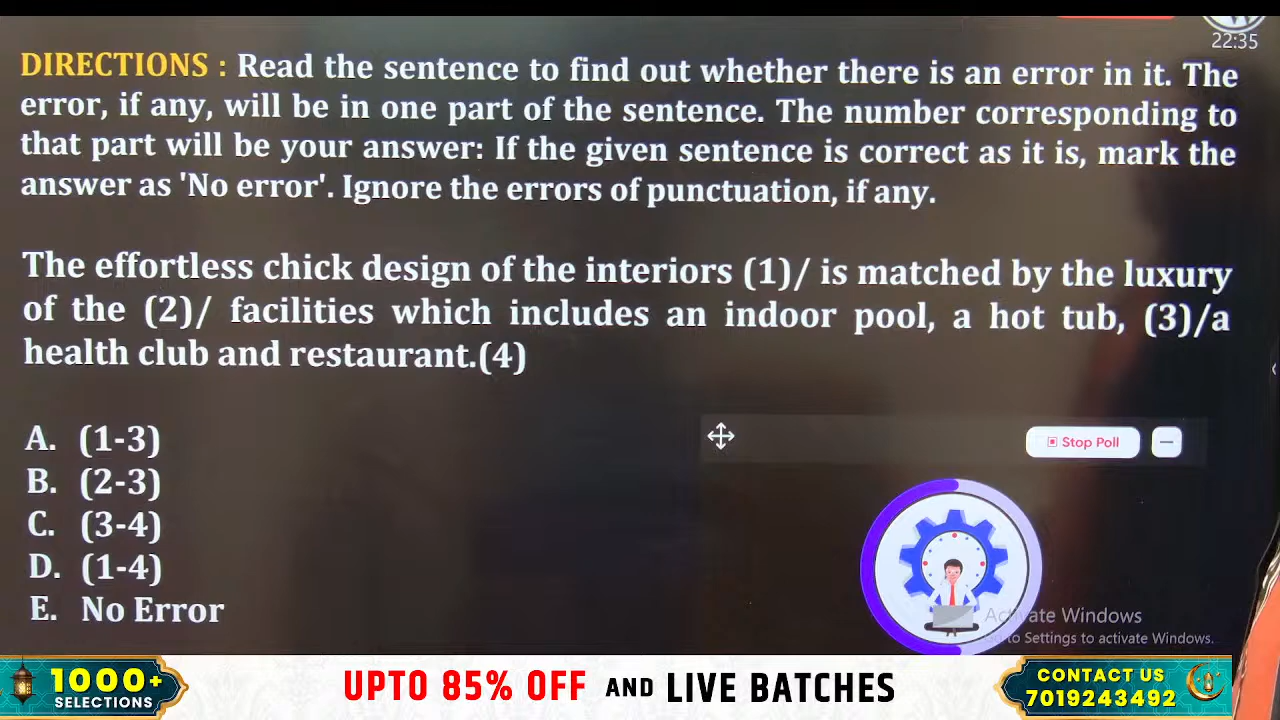 22:35
DIRECTIONS : Read the sentence to find out whether there is an error in it. The
error, if any, will be in one part of the sentence. The number corresponding to
that part will be your answer: If the given sentence is correct as it is, mark the
answer as 'No error'. Ignore the errors of punctuation, if any.
The effortless chick design of the interiors (1)/ is matched by the luxury
of the (2)/ facilities which includes an indoor pool, a hot tub, (3)/a
health club and restaurant.(4)
A. (1-3)
B. (2-3)
C. (3-4)
D. (1-4)
E. No Error
Stop Poll
Activate Windows
to Settings to activate Windows.
1000+
SELECTIONS
UPTO 85% OFF AND LIVE BATCHES
CONTACT US
7019243492